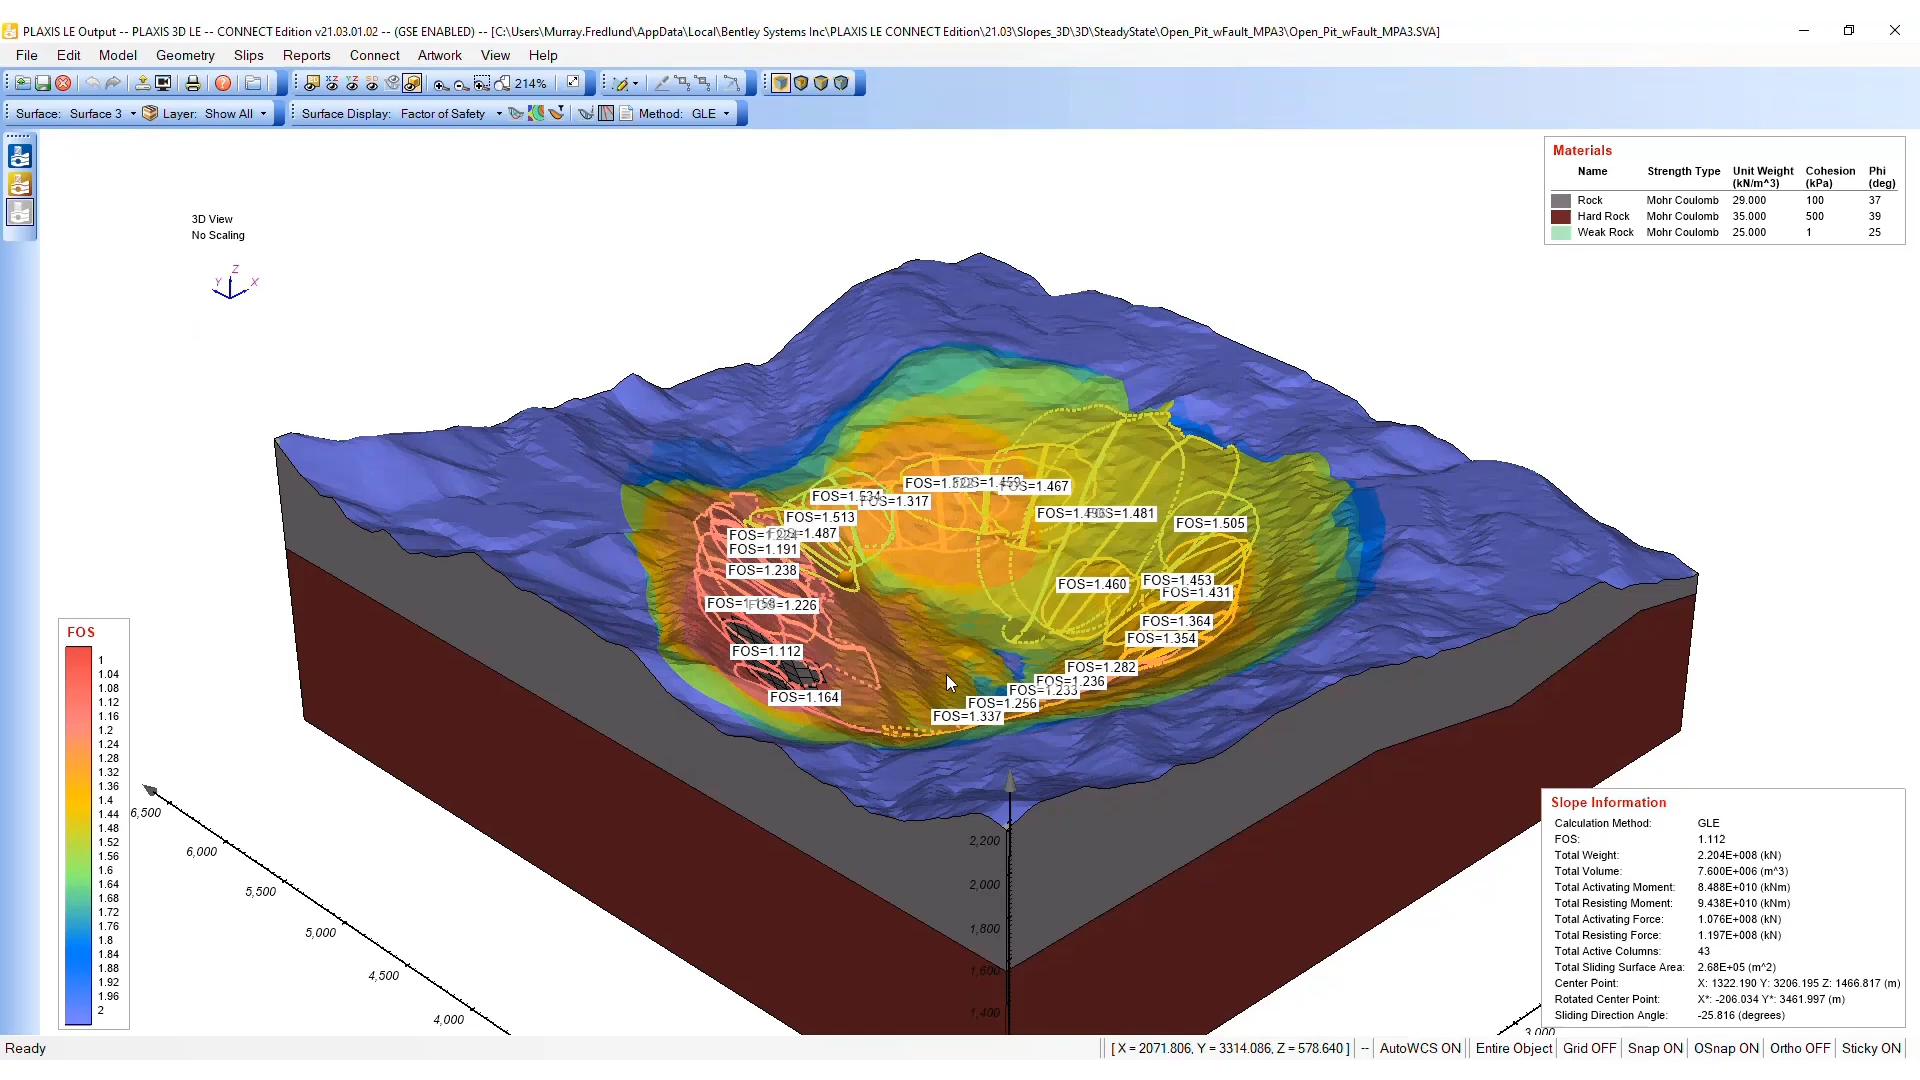 PLAXIS LE Output -- PLAXIS 3D LE -- CONNECT Edition v21.03.01.02 -- (GSE ENABLED) -- [C:\Users\Murray.Fredlund\AppData\Local\Bentley Systems Inc\PLAXIS LE CONNECT Edition\21.03\Slopes_3D\3D\SteadyState\Open_Pit_wFault_MPA3\Open_Pit_wFault_MPA3.SVA]
File Edit Model Geometry Slips Reports Connect Artwork View Help
214%
Surface: Surface 3 Layer: Show All Surface Display: Factor of Safety Method: GLE
3D View
No Scaling
Z
Y X
Materials
Name Strength Type Unit Weight (kN/m^3) Cohesion (kPa) Phi (deg)
Rock Mohr Coulomb 29.000 100 37
Hard Rock Mohr Coulomb 35.000 500 39
Weak Rock Mohr Coulomb 25.000 1 25
FOS=1.467
FOS=1.317
FOS=1.513
FOS=1.481
FOS=1.505
FOS=1.191
FOS=1.238
FOS=1.460
FOS=1.453
FOS=1.431
FOS=1.226
FOS=1.364
FOS=1.354
FOS=1.112
FOS=1.282
FOS=1.236
FOS=1.233
FOS=1.164
FOS=1.256
FOS=1.337
FOS
1
1.04
1.08
1.12
1.16
1.2
1.24
1.28
1.32
1.36
1.4
1.44
1.48
1.52
1.56
1.6
1.64
1.68
1.72
1.76
1.8
1.84
1.88
1.92
1.96
2
6,500
6,000
5,500
5,000
4,500
4,000
2,200
2,000
1,800
1,600
1,400
3,000
Slope Information
Calculation Method: GLE
FOS: 1.112
Total Weight: 2.204E+008 (kN)
Total Volume: 7.600E+006 (m^3)
Total Activating Moment: 8.488E+010 (kNm)
Total Resisting Moment: 9.438E+010 (kNm)
Total Activating Force: 1.076E+008 (kN)
Total Resisting Force: 1.197E+008 (kN)
Total Active Columns: 43
Total Sliding Surface Area: 2.68E+05 (m^2)
Center Point: X: 1322.190 Y: 3206.195 Z: 1466.817 (m)
Rotated Center Point: X*: -206.034 Y*: 3461.997 (m)
Sliding Direction Angle: -25.816 (degrees)
Ready [ X = 2071.806, Y = 3314.086, Z = 578.640 ] -- AutoWCS ON Entire Object Grid OFF Snap ON OSnap ON Ortho OFF Sticky ON